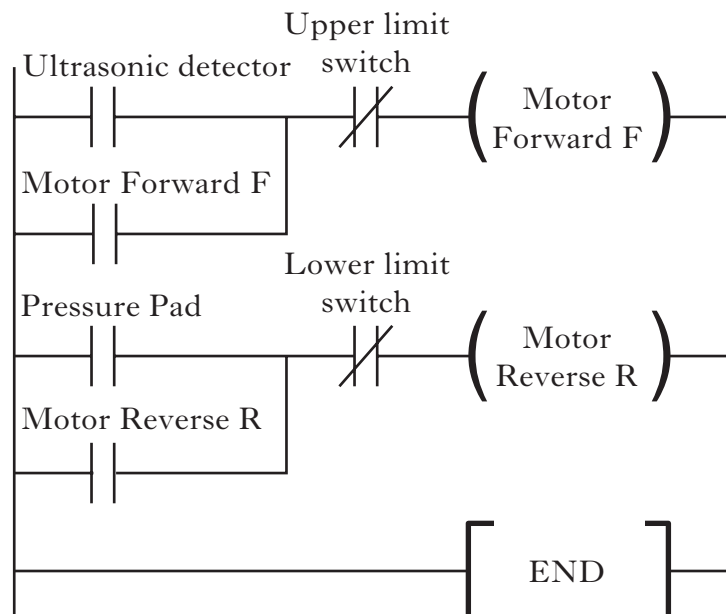 Upper limit
switch
Ultrasonic detector
Motor
Forward F
Motor Forward F
Lower limit
switch
Pressure Pad
Motor
Reverse R
Motor Reverse R
END